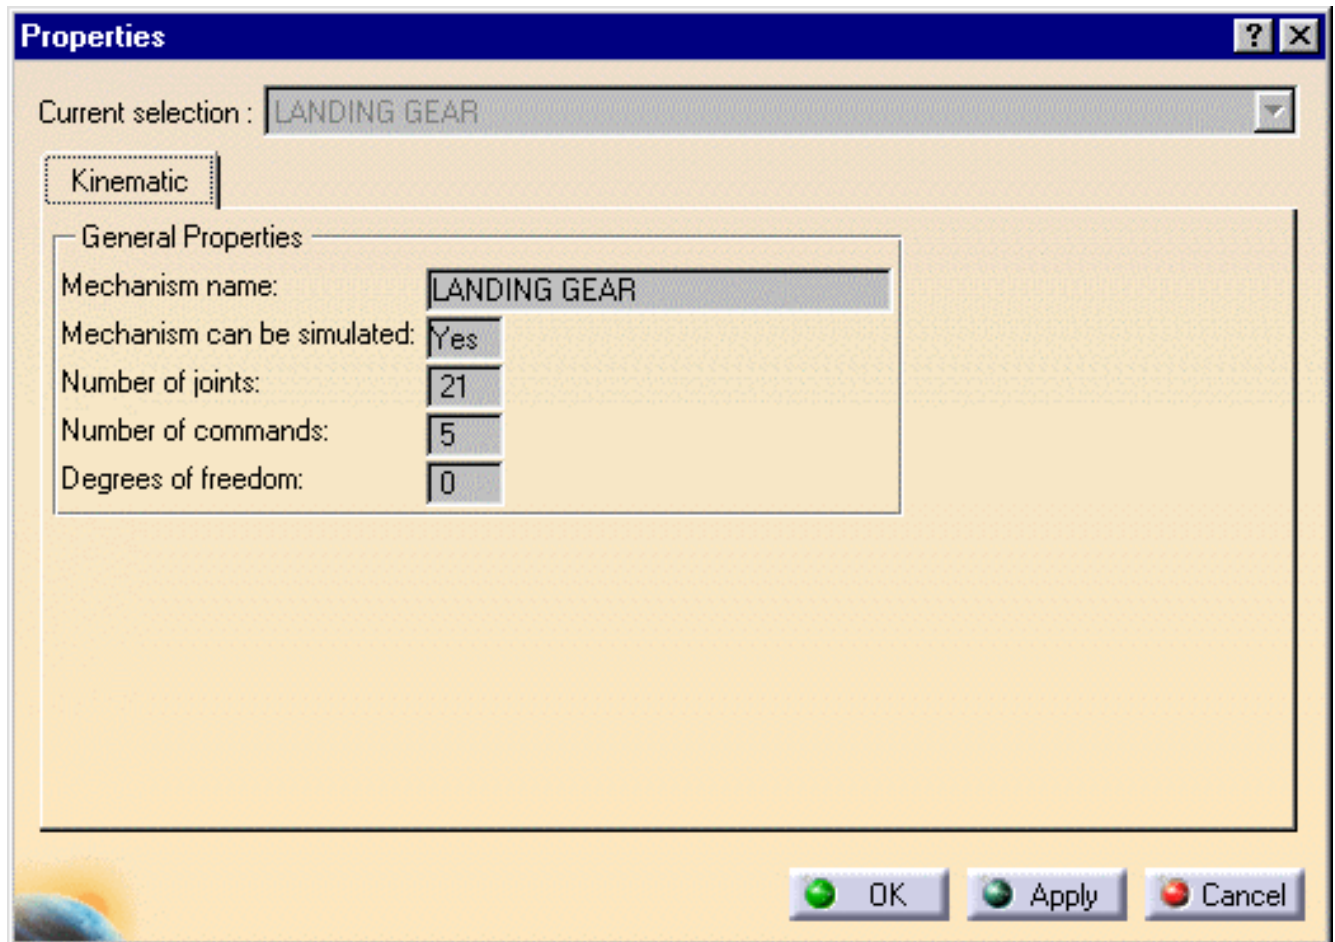 Properties
Current selection : LANDING GEAR
Kinematic
General Properties
Mechanism name: LANDING GEAR
Mechanism can be simulated: Yes
Number of joints: 21
Number of commands: 5
Degrees of freedom: 0
OK Apply Cancel